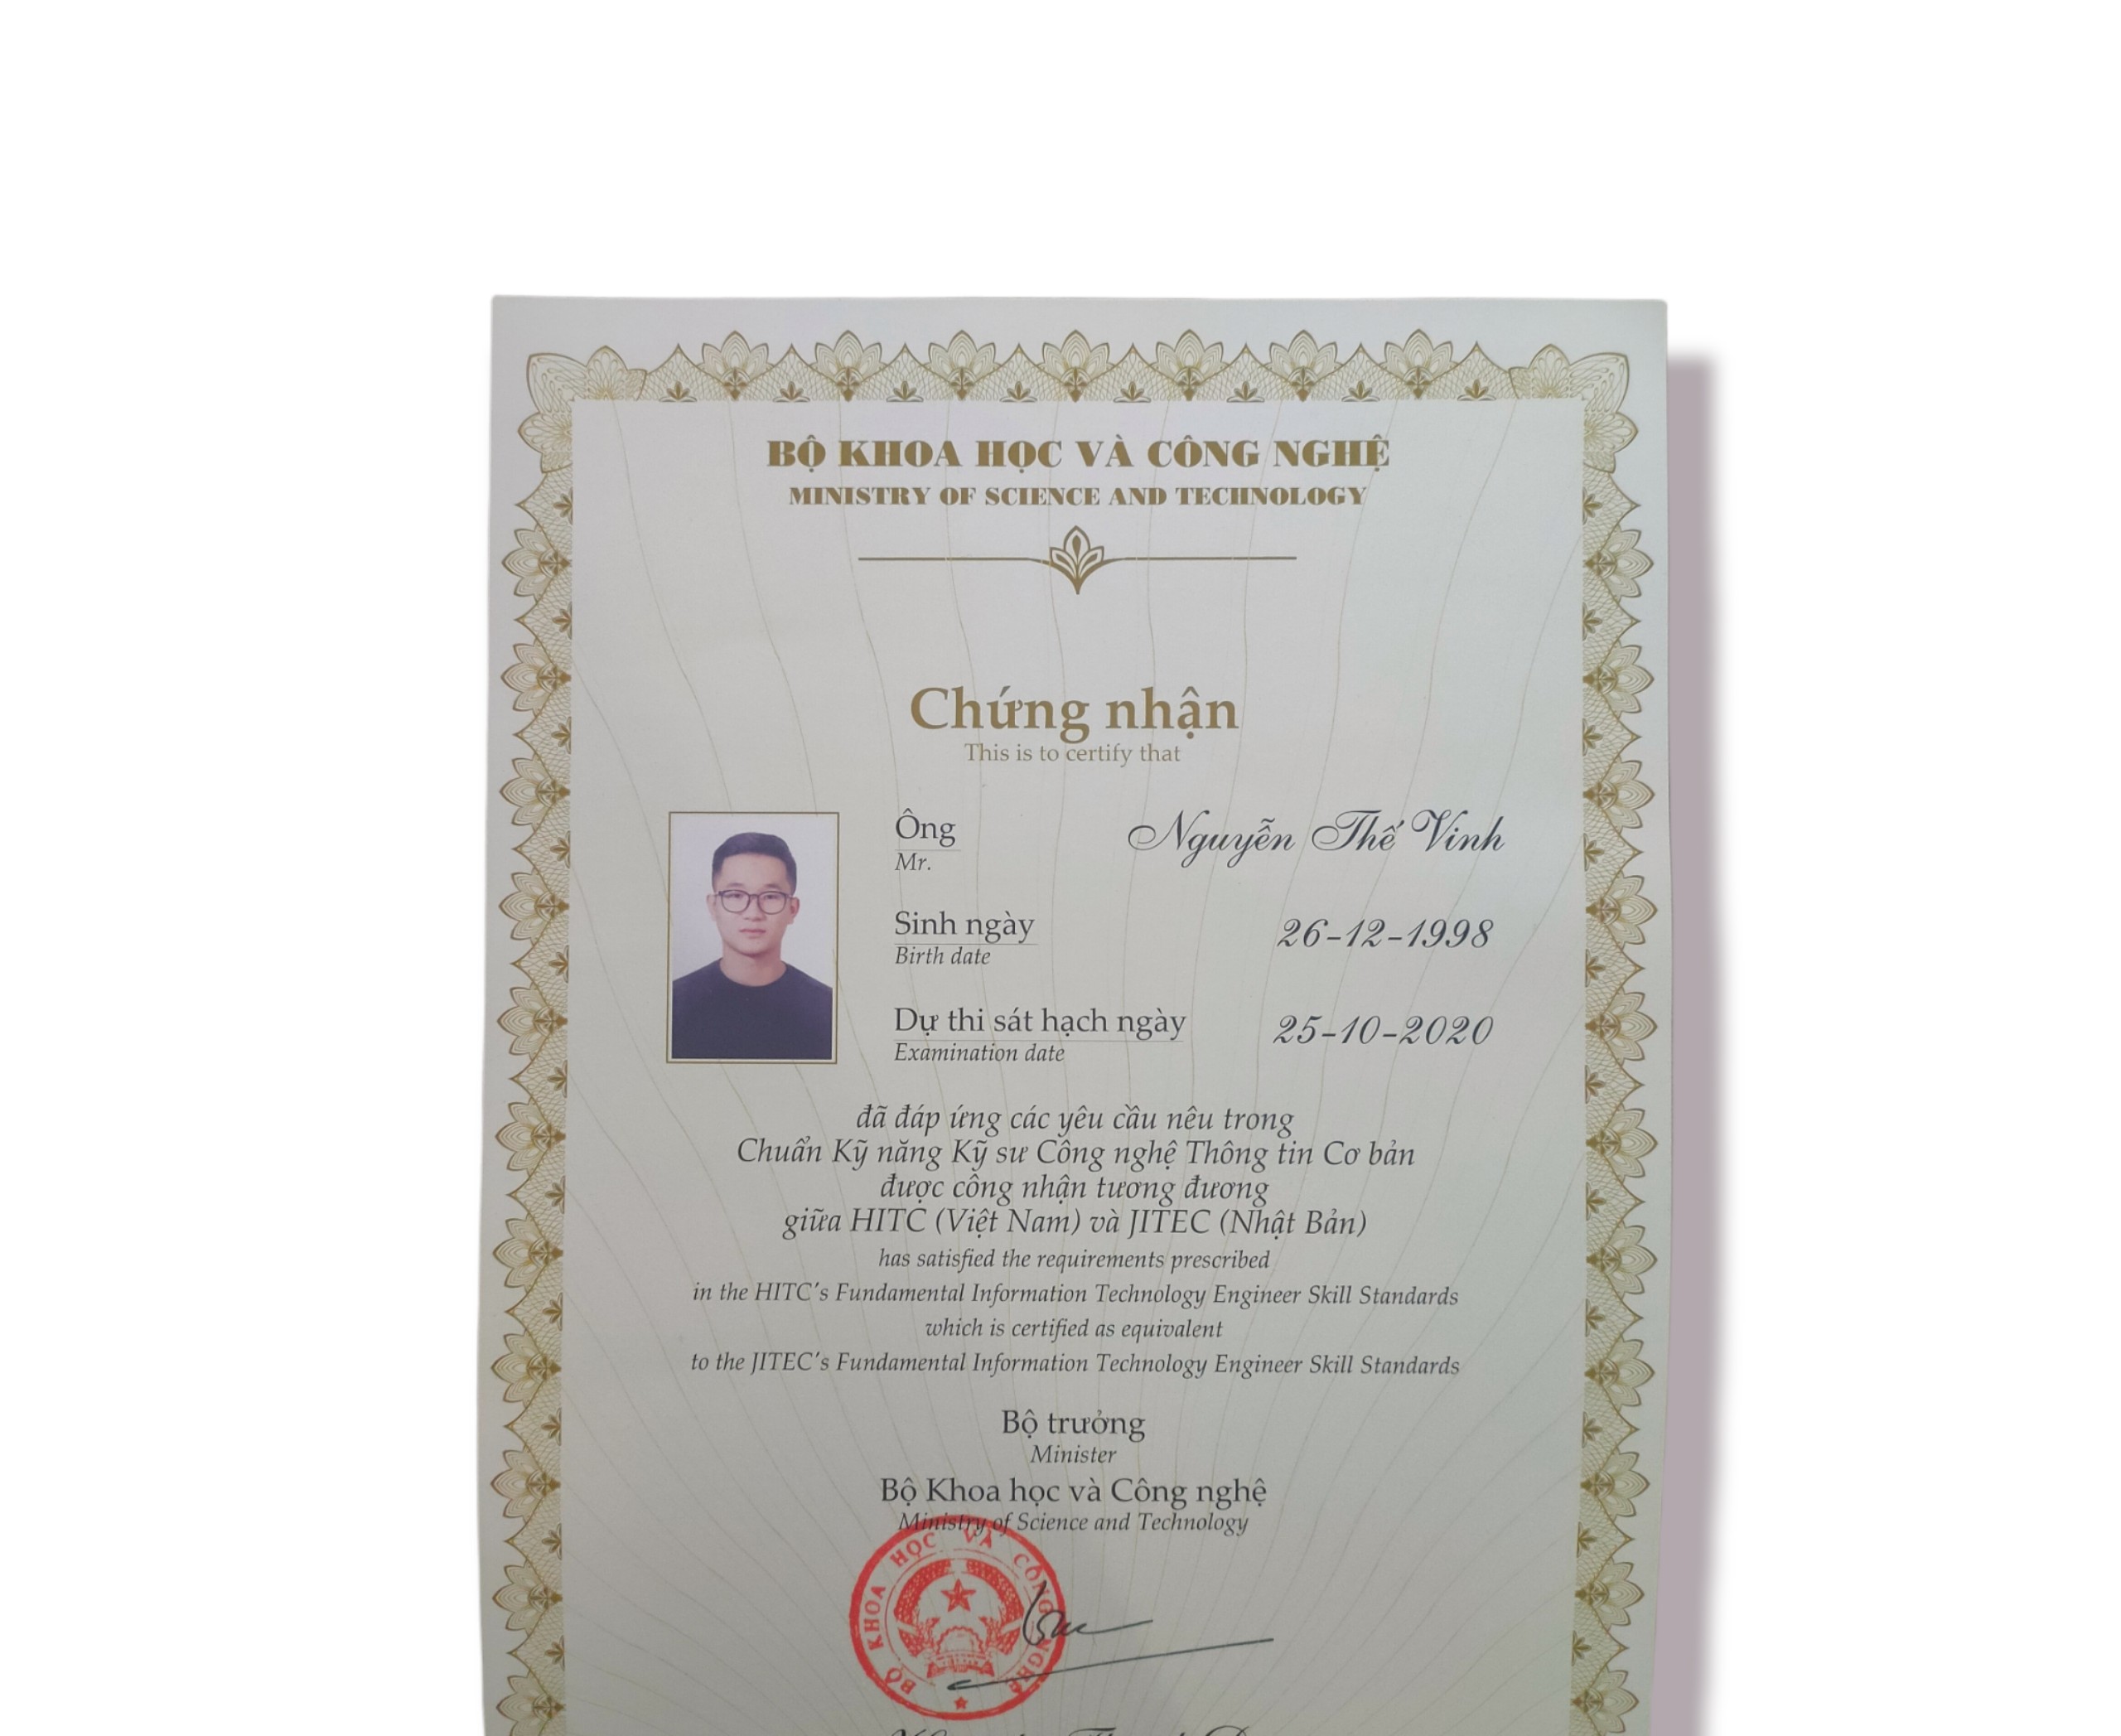 BỘ KHOA HỌC VÀ CÔNG NGHỆ
MINISTRY OF SCIENCE AND TECHNOLOGY
Chứng nhận
This is to certify that
Ông Nguyễn Thế Vinh
Mr.
Sinh ngày 26-12-1998
Birth date
Dự thi sát hạch ngày 25-10-2020
Examination date
đã đáp ứng các yêu cầu nêu trong
Chuẩn Kỹ năng Kỹ sư Công nghệ Thông tin Cơ bản
được công nhận tương đương
giữa HITC (Việt Nam) và JITEC (Nhật Bản)
has satisfied the requirements prescribed
in the HITC's Fundamental Information Technology Engineer Skill Standards
which is certified as equivalent
to the JITEC's Fundamental Information Technology Engineer Skill Standards
Bộ trưởng
Minister
Bộ Khoa học và Công nghệ
Ministry of Science and Technology
BỘ KHOA HỌC VÀ CÔNG NGHỆ